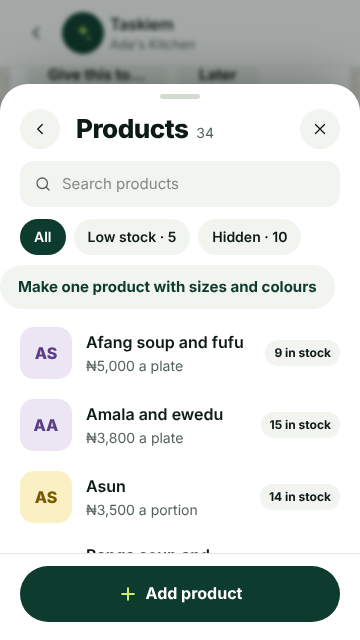 Taskiem
Ada's Kitchen
Give this to...
Later
Products 34
Search products
All
Low stock · 5
Hidden · 10
Make one product with sizes and colours
AS
Afang soup and fufu
₦5,000 a plate
9 in stock
AA
Amala and ewedu
₦3,800 a plate
15 in stock
AS
Asun
₦3,500 a portion
14 in stock
+ Add product